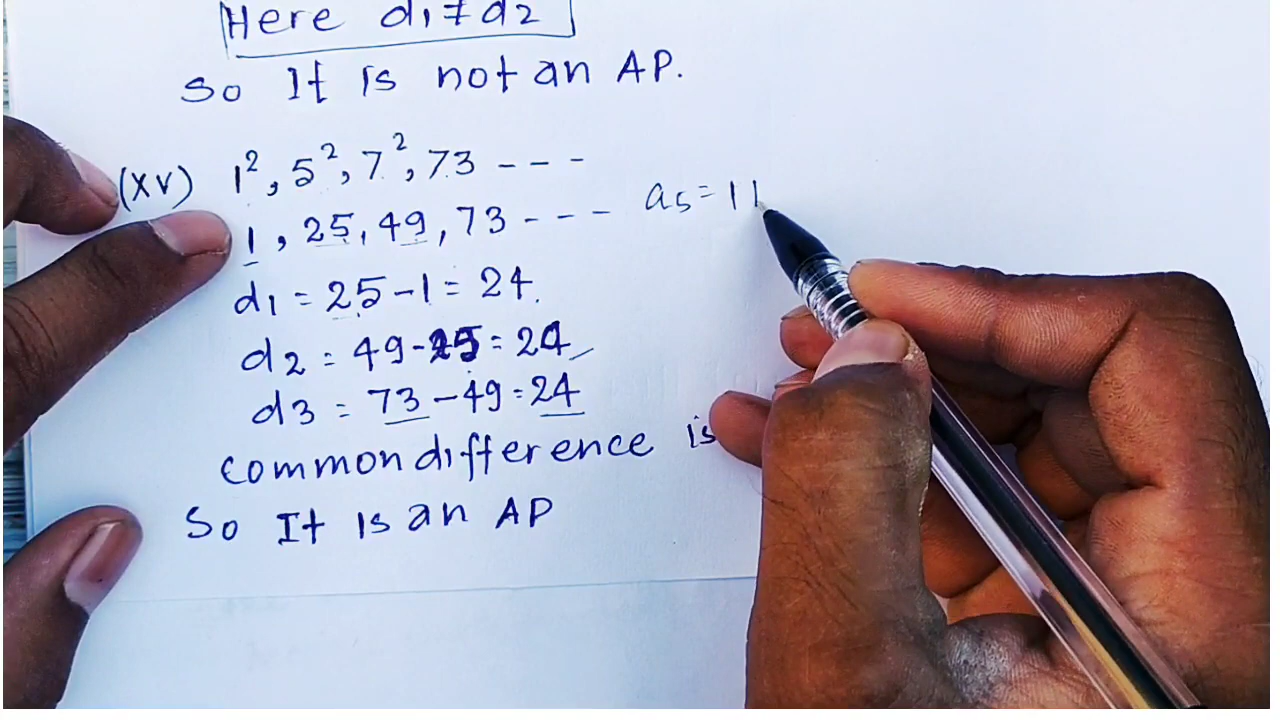 Here d1≠d2
So It is not an AP.
(XV) 1², 5², 7², 73 ---
1, 25, 49, 73 ---
a5 = 11
d1 = 25-1 = 24.
d2 = 49-25 = 24
d3 = 73-49 = 24
common difference is
So It is an AP